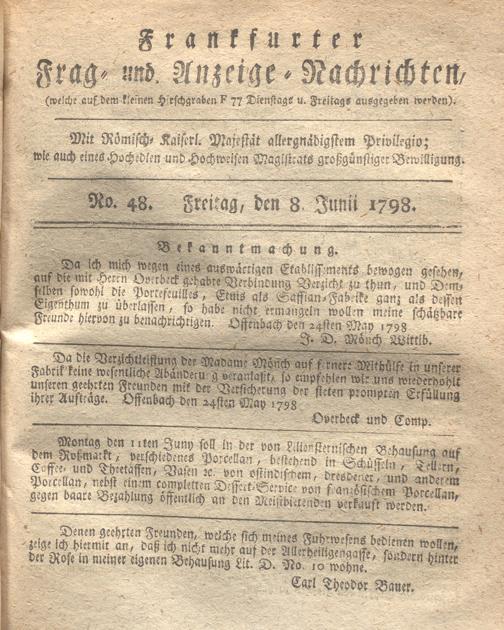 Frankfurter
Frag- und Anzeige-Nachrichten,
(welche auf dem kleinen Hirschgraben F 77 Dienstags u. Freitags ausgegeben werden).
Mit Römisch-Kaiserl. Majestät allergnädigstem Privilegio;
wie auch eines Hochedlen und Hochweisen Magistrats großgünstiger Bewilligung.
No. 48. Freitag, den 8. Junii 1798.
Bekanntmachung.
Da ich mich wegen eines auswärtigen Etablissements bewogen gesehen,
auf die mit Herrn Overbeck gehabte Verbindung Verzicht zu thun, und Dem-
selben sowohl die Portefeuilles, Etuis als Saffian-Fabrike ganz als dessen
Eigenthum zu überlassen, so habe nicht ermangeln wollen meine schätzbare
Freunde hiervon zu benachrichtigen. Offenbach den 24sten May 1798
J. D. Mönch Wittib.
Da die Verzichtleistung der Madame Mönch auf fernere Mithülfe in unserer
Fabrik keine wesentliche Abänderung veranlaßt, so empfehlen wir uns wiederhohlt
unseren geehrten Freunden mit der Versicherung der steten prompten Erfüllung
ihrer Aufträge. Offenbach den 24sten May 1798
Overbeck und Comp.
Montag den 11ten Juny soll in der von Liliensternischen Behausung auf
dem Roßmarkt, verschiedenes Porcellan, bestehend in Schüsseln, Tellern,
Caffee- und Theetassen, Vasen ꝛc. von ostindischem, dresdener, und anderem
Porcellan, nebst einem completten Dessert-Service von französischem Porcellan,
gegen baare Bezahlung öffentlich an den Meistbietenden verkauft werden.
Denen geehrten Freunden, welche sich meines Fuhrwesens bedienen wollen,
zeige ich hiermit an, daß ich nicht mehr auf der Allerheiligengasse, sondern hinter
der Rose in meiner eigenen Behausung Lit. D. No. 10 wohne.
Carl Theodor Bauer.